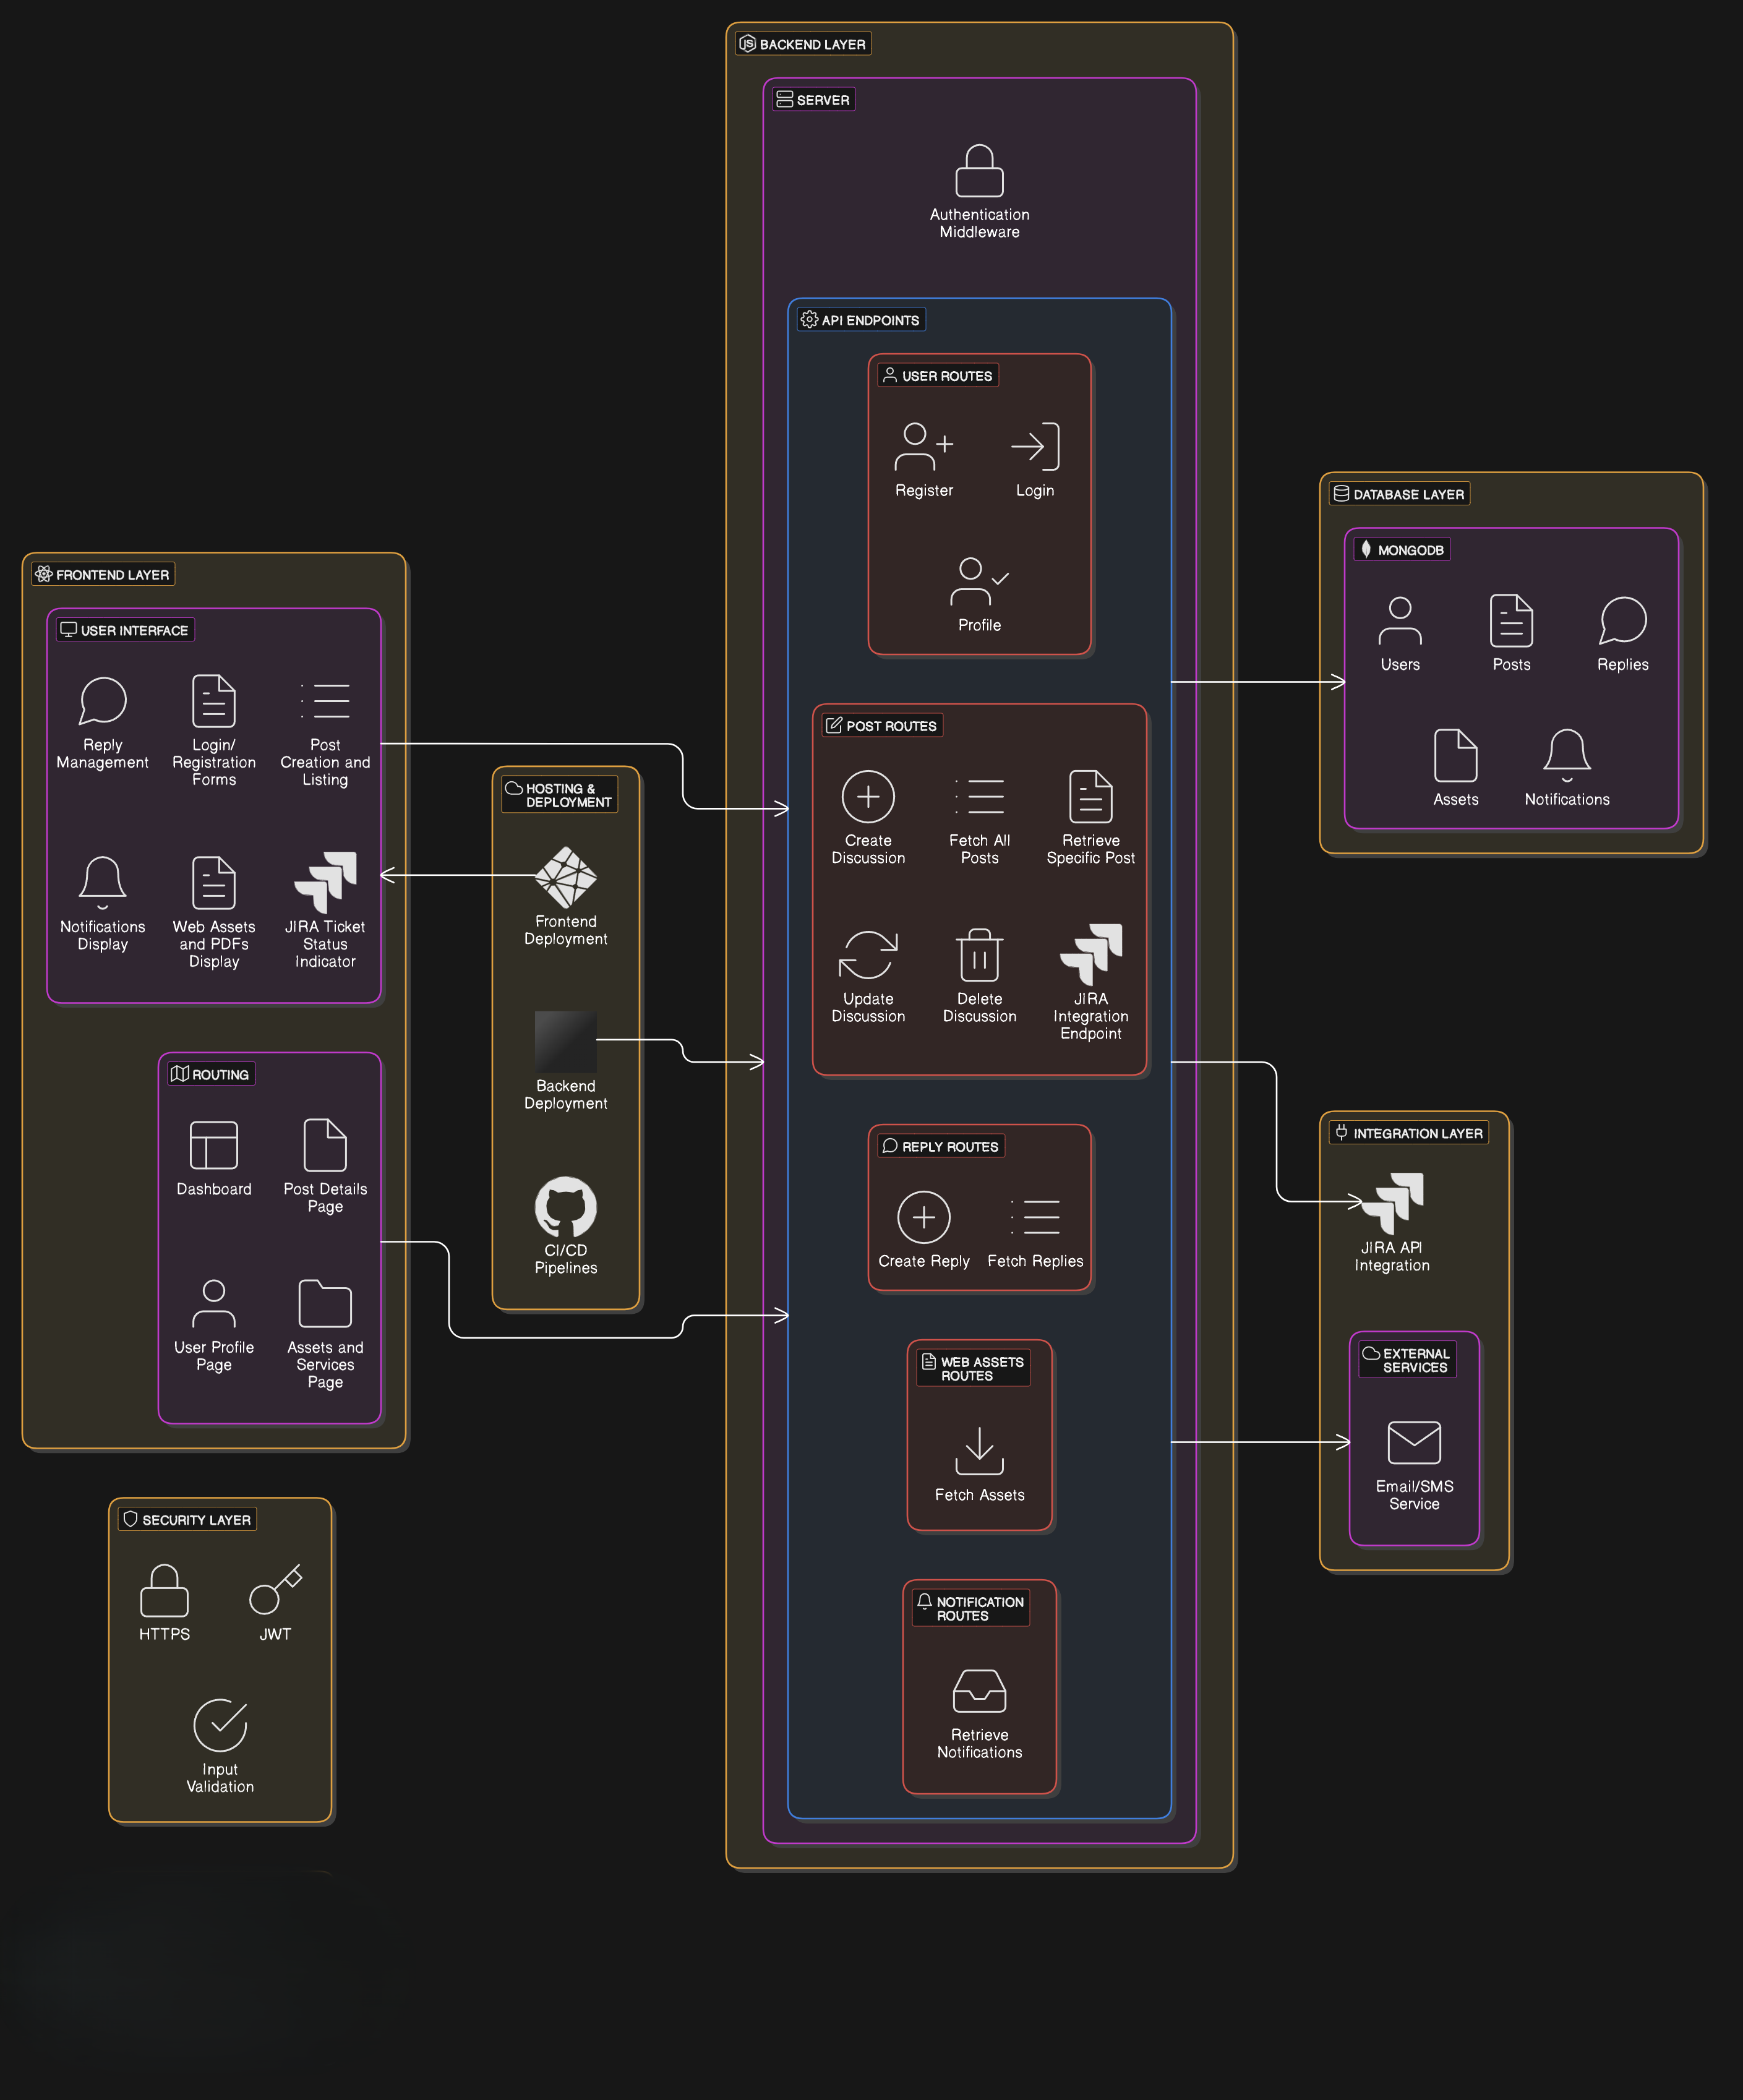 BACKEND LAYER
SERVER
Authentication
Middleware
API ENDPOINTS
USER ROUTES
Register
Login
Profile
POST ROUTES
Create
Discussion
Fetch All
Posts
Retrieve
Specific Post
Update
Discussion
Delete
Discussion
JIRA
Integration
Endpoint
REPLY ROUTES
Create Reply
Fetch Replies
WEB ASSETS
ROUTES
Fetch Assets
NOTIFICATION
ROUTES
Retrieve
Notifications
FRONTEND LAYER
USER INTERFACE
Reply
Management
Login/
Registration
Forms
Post
Creation and
Listing
Notifications
Display
Web Assets
and PDFs
Display
JIRA Ticket
Status
Indicator
ROUTING
Dashboard
Post Details
Page
User Profile
Page
Assets and
Services
Page
HOSTING &
DEPLOYMENT
Frontend
Deployment
Backend
Deployment
CI/CD
Pipelines
DATABASE LAYER
MONGODB
Users
Posts
Replies
Assets
Notifications
INTEGRATION LAYER
JIRA API
Integration
EXTERNAL
SERVICES
Email/SMS
Service
SECURITY LAYER
HTTPS
JWT
Input
Validation